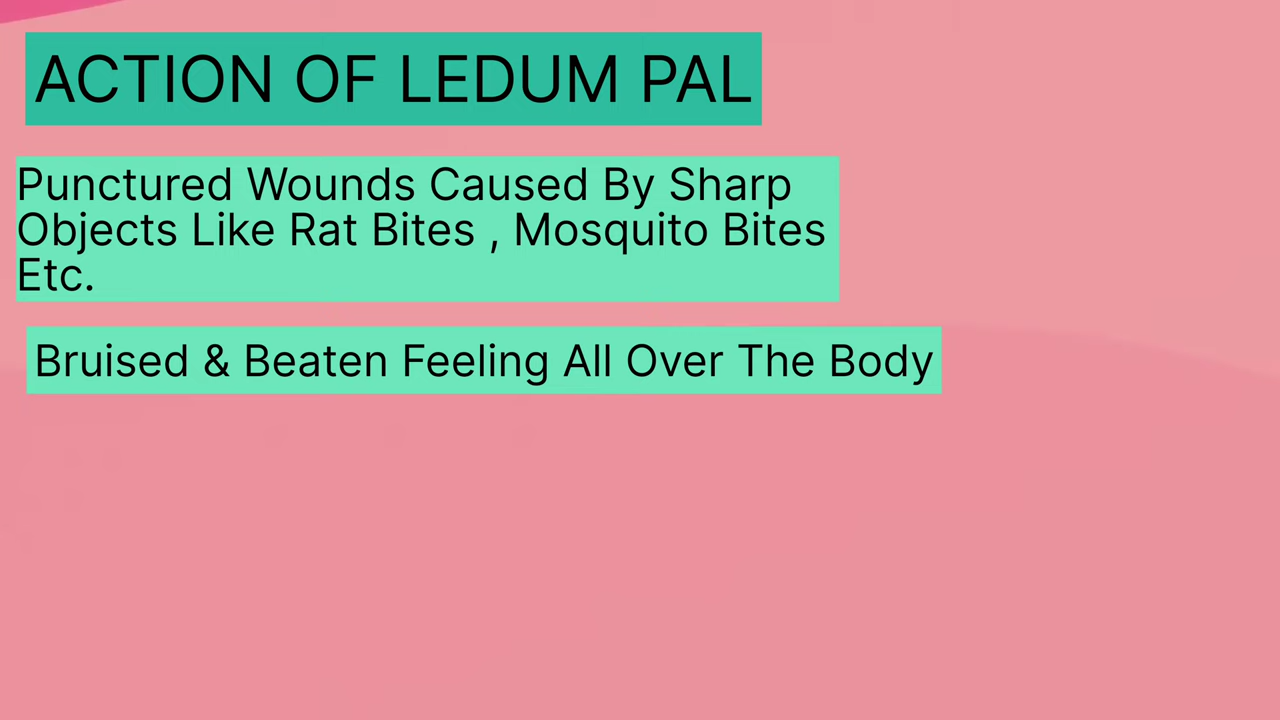 ACTION OF LEDUM PAL
Punctured Wounds Caused By Sharp
Objects Like Rat Bites , Mosquito Bites
Etc.
Bruised & Beaten Feeling All Over The Body